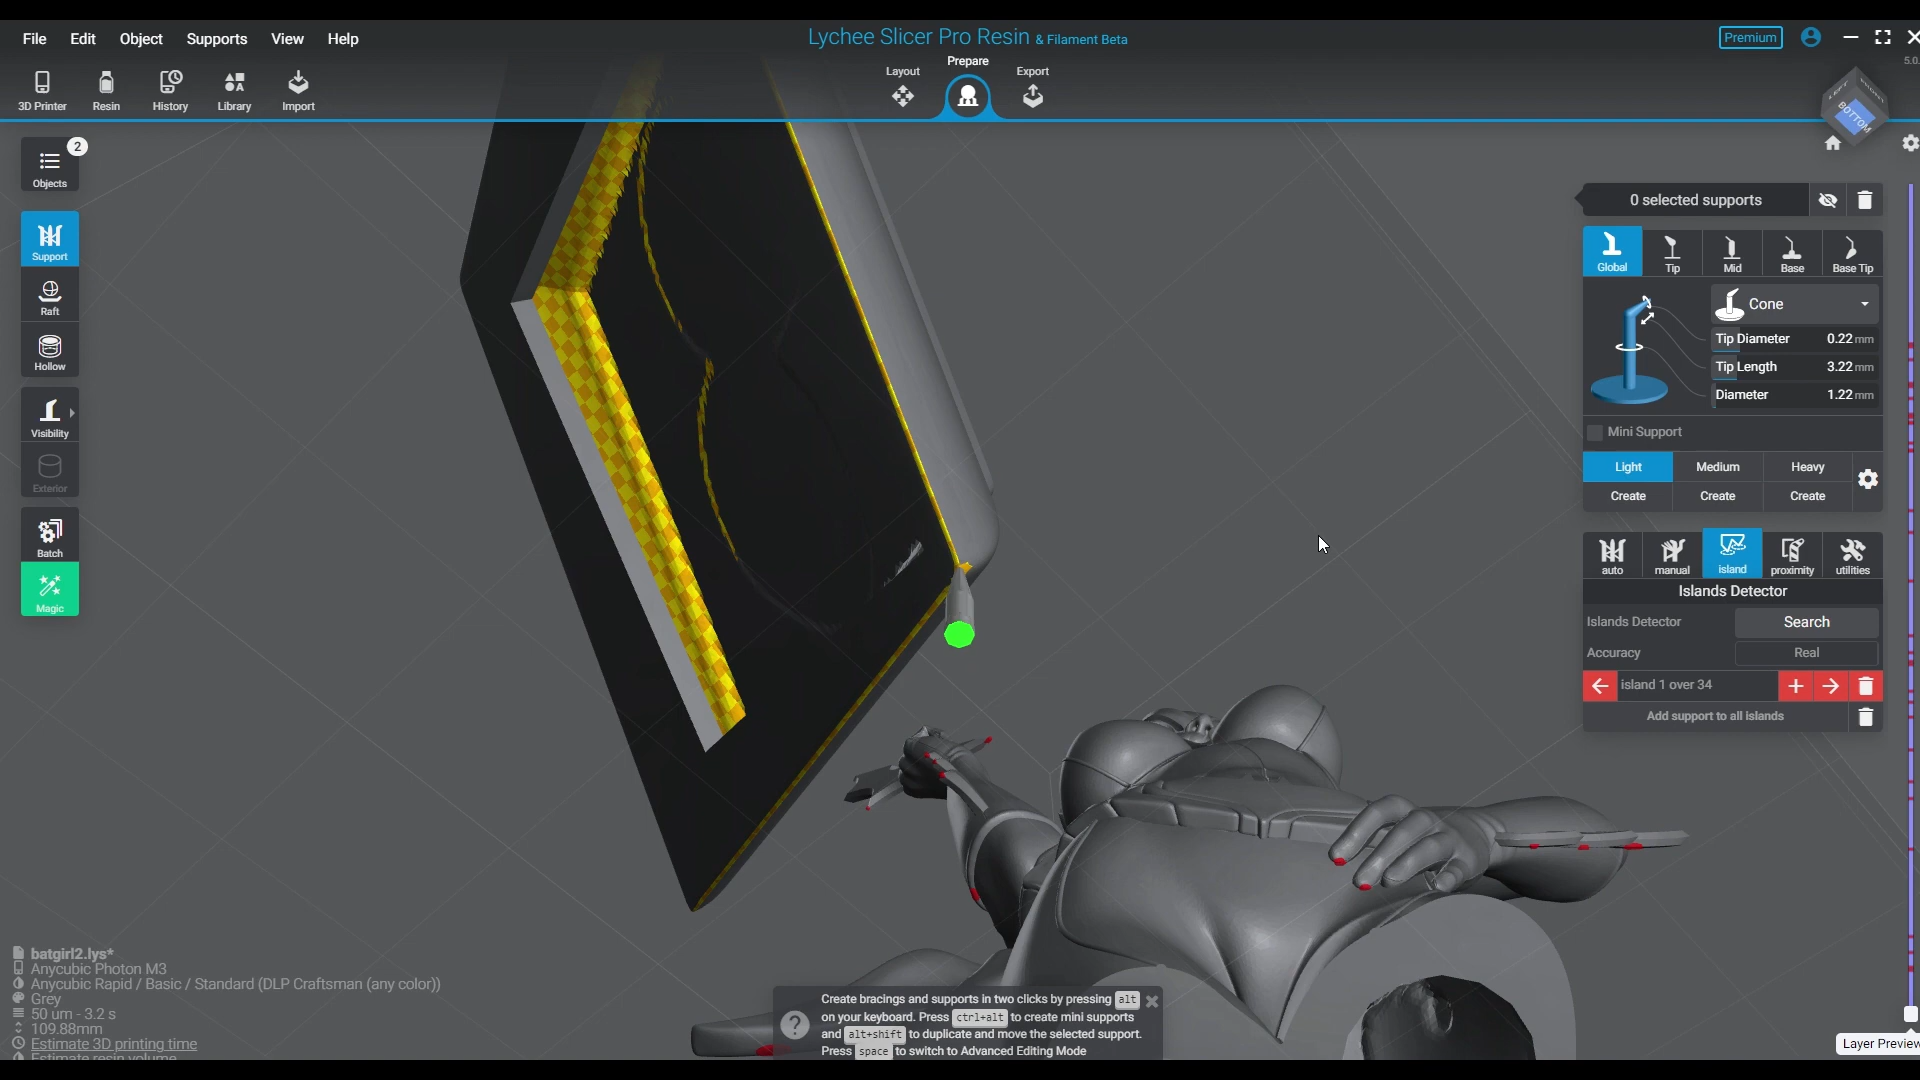 File Edit Object Supports View Help
Lychee Slicer Pro Resin & Filament Beta
Premium
5.0.
3D Printer Resin History Library Import
Layout Prepare Export
BOTTOM
2
Objects
Support
Raft
Hollow
Visibility
Exterior
Batch
Magic
0 selected supports
Global Tip Mid Base Base Tip
Cone
Tip Diameter 0.22 mm
Tip Length 3.22 mm
Diameter 1.22 mm
Mini Support
Light Medium Heavy
Create Create Create
auto manual island proximity utilities
Islands Detector
Islands Detector Search
Accuracy Real
island 1 over 34
Add support to all islands
batgirl2.lys*
Anycubic Photon M3
Anycubic Rapid / Basic / Standard (DLP Craftsman (any color))
Grey
50 um - 3.2 s
109.88mm
Estimate 3D printing time
Estimate resin volume
Create bracings and supports in two clicks by pressing alt
on your keyboard. Press ctrl+alt to create mini supports
and alt+shift to duplicate and move the selected support.
Press space to switch to Advanced Editing Mode
Layer Preview